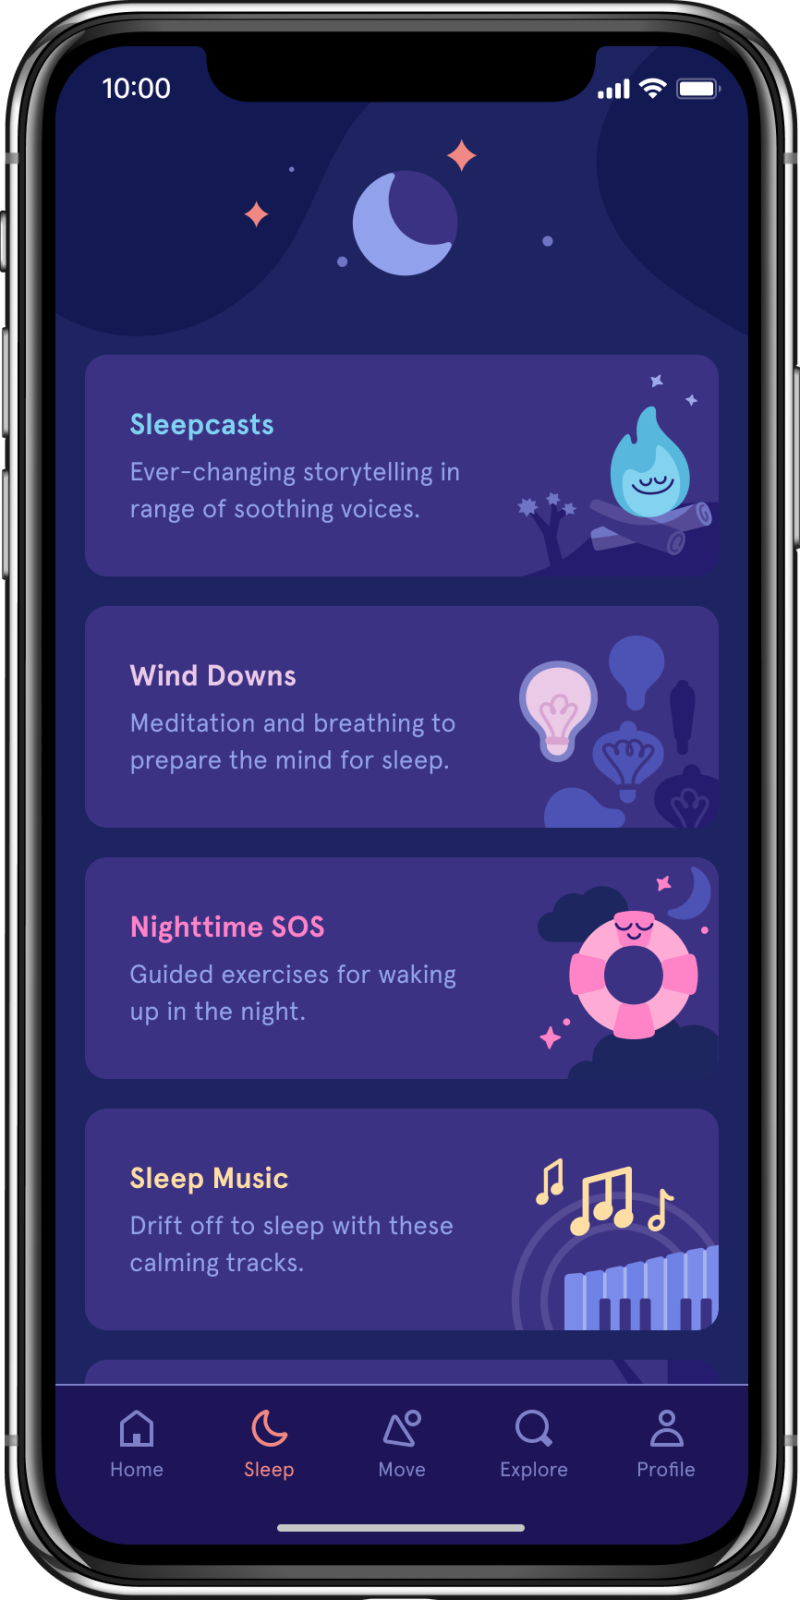 10:00
Sleepcasts
Ever-changing storytelling in
range of soothing voices.
Wind Downs
Meditation and breathing to
prepare the mind for sleep.
Nighttime SOS
Guided exercises for waking
up in the night.
Sleep Music
Drift off to sleep with these
calming tracks.
Home Sleep Move Explore Profile